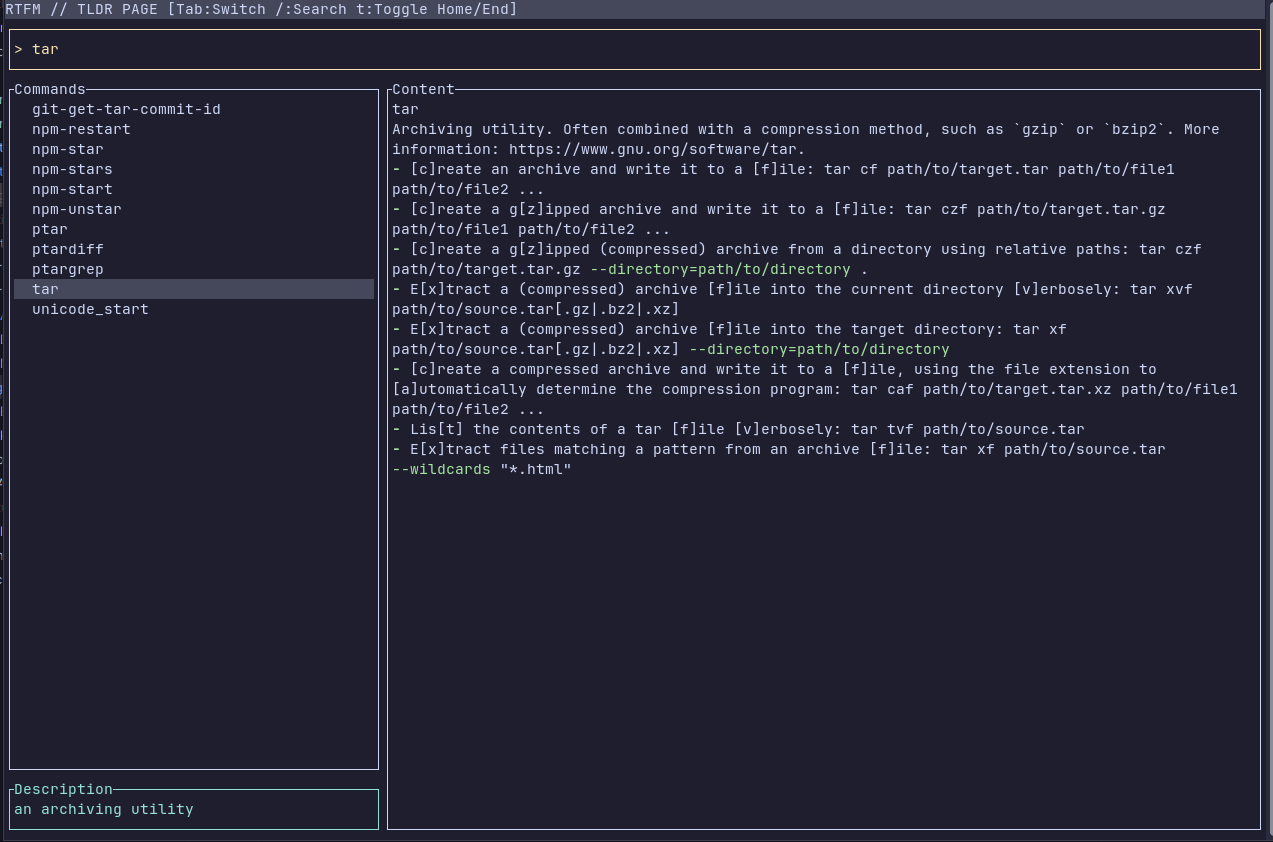 RTFM // TLDR PAGE [Tab:Switch /:Search t:Toggle Home/End]
> tar
Commands
git-get-tar-commit-id
npm-restart
npm-star
npm-stars
npm-start
npm-unstar
ptar
ptardiff
ptargrep
tar
unicode_start
Description
an archiving utility
Content
tar
Archiving utility. Often combined with a compression method, such as `gzip` or `bzip2`. More
information: https://www.gnu.org/software/tar.
- [c]reate an archive and write it to a [f]ile: tar cf path/to/target.tar path/to/file1
path/to/file2 ...
- [c]reate a g[z]ipped archive and write it to a [f]ile: tar czf path/to/target.tar.gz
path/to/file1 path/to/file2 ...
- [c]reate a g[z]ipped (compressed) archive from a directory using relative paths: tar czf
path/to/target.tar.gz --directory=path/to/directory .
- E[x]tract a (compressed) archive [f]ile into the current directory [v]erbosely: tar xvf
path/to/source.tar[.gz|.bz2|.xz]
- E[x]tract a (compressed) archive [f]ile into the target directory: tar xf
path/to/source.tar[.gz|.bz2|.xz] --directory=path/to/directory
- [c]reate a compressed archive and write it to a [f]ile, using the file extension to
[a]utomatically determine the compression program: tar caf path/to/target.tar.xz path/to/file1
path/to/file2 ...
- Lis[t] the contents of a tar [f]ile [v]erbosely: tar tvf path/to/source.tar
- E[x]tract files matching a pattern from an archive [f]ile: tar xf path/to/source.tar
--wildcards "*.html"